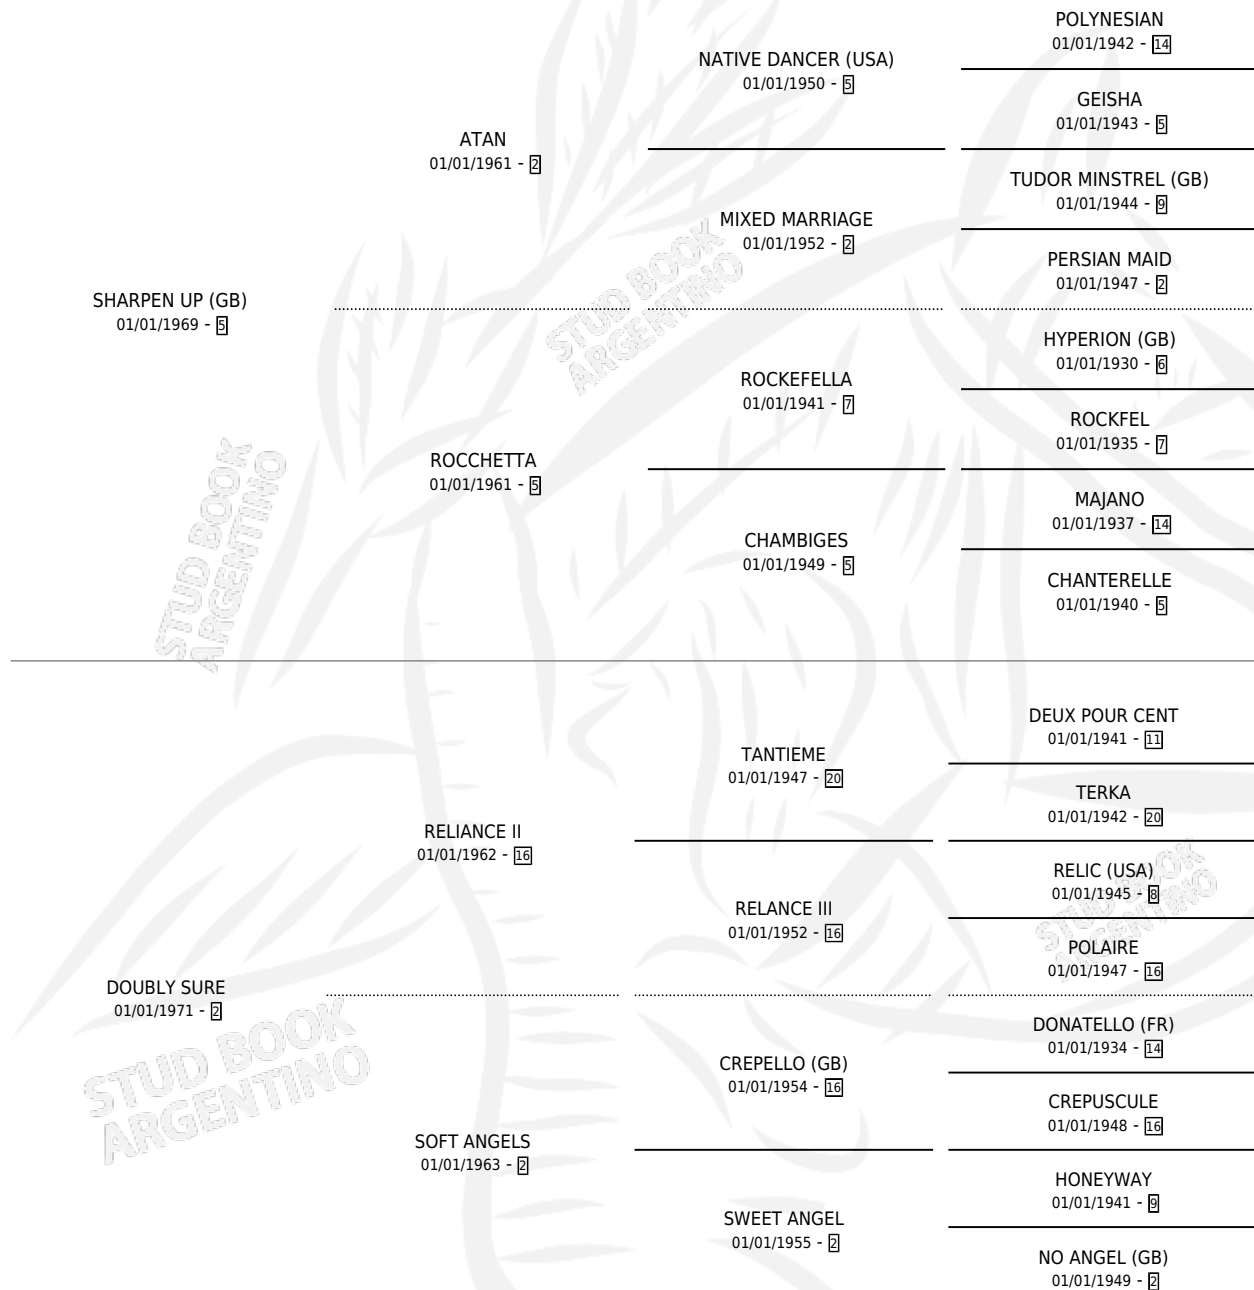 POLYNESIAN
01/01/1942 - 14
NATIVE DANCER (USA)
01/01/1950 - 5
GEISHA
01/01/1943 - 5
ATAN
01/01/1961 - 2
TUDOR MINSTREL (GB)
01/01/1944 - 9
MIXED MARRIAGE
01/01/1952 - 2
PERSIAN MAID
01/01/1947 - 2
SHARPEN UP (GB)
01/01/1969 - 5
STUD BOOK
ARGENTINO
HYPERION (GB)
01/01/1930 - 6
ROCKEFELLA
01/01/1941 - 7
ROCKFEL
01/01/1935 - 7
ROCCHETTA
01/01/1961 - 5
MAJANO
01/01/1937 - 14
CHAMBIGES
01/01/1949 - 5
CHANTERELLE
01/01/1940 - 5
STUD BOOK
ARGENTINO
DEUX POUR CENT
01/01/1941 - 11
TANTIEME
01/01/1947 - 20
TERKA
01/01/1942 - 20
RELIANCE II
01/01/1962 - 16
RELIC (USA)
01/01/1945 - 8
RELANCE III
01/01/1952 - 16
POLAIRE
01/01/1947 - 16
STUD BOOK
ARGENTINO
DOUBLY SURE
01/01/1971 - 2
STUD BOOK
ARGENTINO
DONATELLO (FR)
01/01/1934 - 14
CREPELLO (GB)
01/01/1954 - 16
CREPUSCULE
01/01/1948 - 16
SOFT ANGELS
01/01/1963 - 2
HONEYWAY
01/01/1941 - 9
SWEET ANGEL
01/01/1955 - 2
NO ANGEL (GB)
01/01/1949 - 2